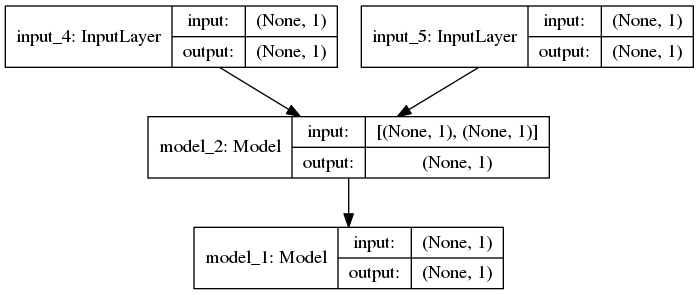 input_4: InputLayer input: (None, 1) output: (None, 1)
input_5: InputLayer input: (None, 1) output: (None, 1)
model_2: Model input: [(None, 1), (None, 1)] output: (None, 1)
model_1: Model input: (None, 1) output: (None, 1)